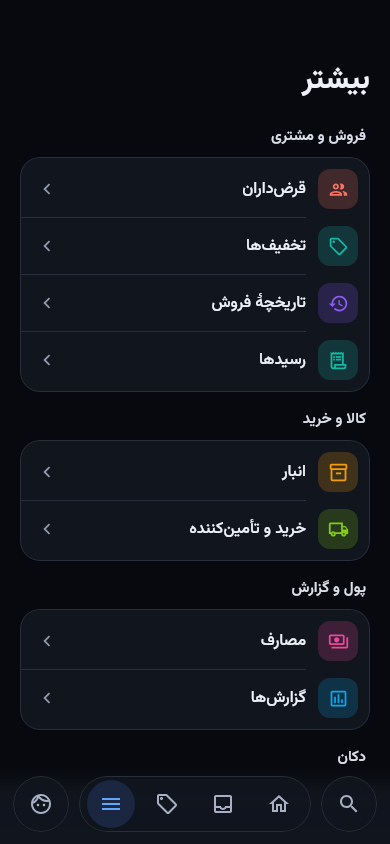 بیشتر
فروش و مشتری
قرض‌داران
تخفیف‌ها
تاریخچهٔ فروش
رسیدها
کالا و خرید
انبار
خرید و تأمین‌کننده
پول و گزارش
مصارف
گزارش‌ها
دکان